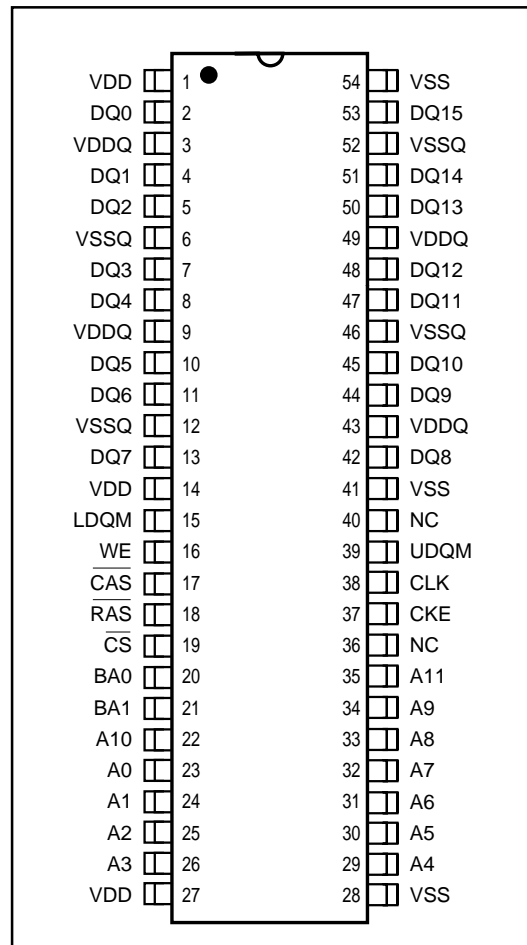 VDD 1 54 VSS
DQ0 2 53 DQ15
VDDQ 3 52 VSSQ
DQ1 4 51 DQ14
DQ2 5 50 DQ13
VSSQ 6 49 VDDQ
DQ3 7 48 DQ12
DQ4 8 47 DQ11
VDDQ 9 46 VSSQ
DQ5 10 45 DQ10
DQ6 11 44 DQ9
VSSQ 12 43 VDDQ
DQ7 13 42 DQ8
VDD 14 41 VSS
LDQM 15 40 NC
WE 16 39 UDQM
C̅A̅S̅ 17 38 CLK
R̅A̅S̅ 18 37 CKE
C̅S̅ 19 36 NC
BA0 20 35 A11
BA1 21 34 A9
A10 22 33 A8
A0 23 32 A7
A1 24 31 A6
A2 25 30 A5
A3 26 29 A4
VDD 27 28 VSS